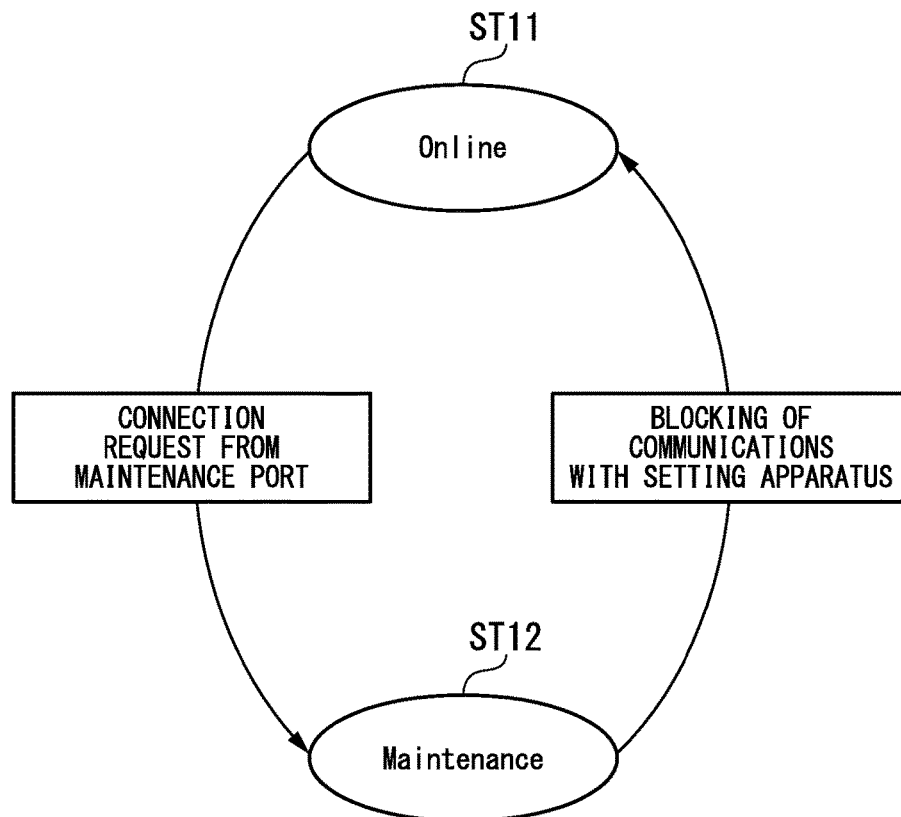 ST11
Online
CONNECTION
REQUEST FROM
MAINTENANCE PORT
BLOCKING OF
COMMUNICATIONS
WITH SETTING APPARATUS
ST12
Maintenance